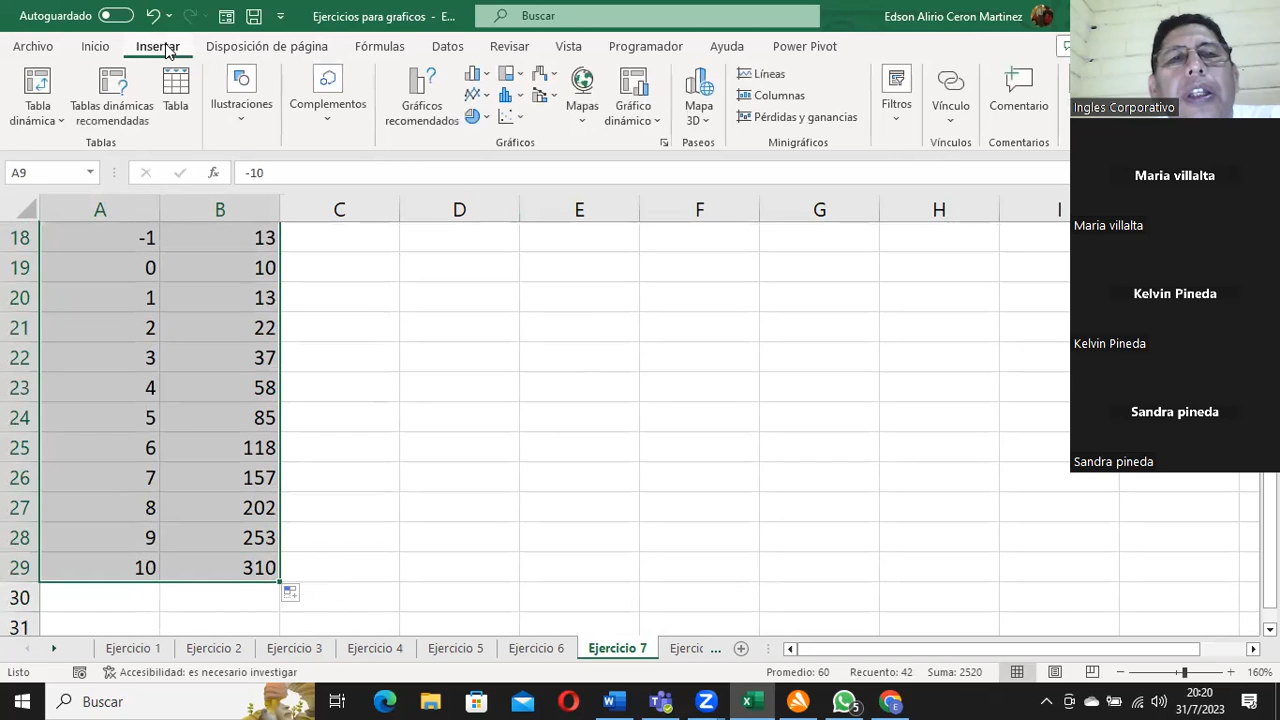 Autoguardado
Ejercicios para graficos - E...
Buscar
Edson Alirio Ceron Martinez
Archivo Inicio Insertar Disposición de página Fórmulas Datos Revisar Vista Programador Ayuda Power Pivot
Tabla dinámica
Tablas dinámicas recomendadas
Tabla
Tablas
Ilustraciones
Complementos
Gráficos recomendados
Mapas
Gráfico dinámico
Gráficos
Mapa 3D
Paseos
Líneas
Columnas
Pérdidas y ganancias
Minigráficos
Filtros
Vínculo
Vínculos
Comentario
Comentarios
Ingles Corporativo
A9 fx -10
A B C D E F G H I
18 -1 13
19 0 10
20 1 13
21 2 22
22 3 37
23 4 58
24 5 85
25 6 118
26 7 157
27 8 202
28 9 253
29 10 310
30
31
Maria villalta
Maria villalta
Kelvin Pineda
Kelvin Pineda
Sandra pineda
Sandra pineda
Ejercicio 1 Ejercicio 2 Ejercicio 3 Ejercicio 4 Ejercicio 5 Ejercicio 6 Ejercicio 7 Ejercic ...
Listo Accesibilidad: es necesario investigar Promedio: 60 Recuento: 42 Suma: 2520 160%
Buscar
5
20:20
31/7/2023